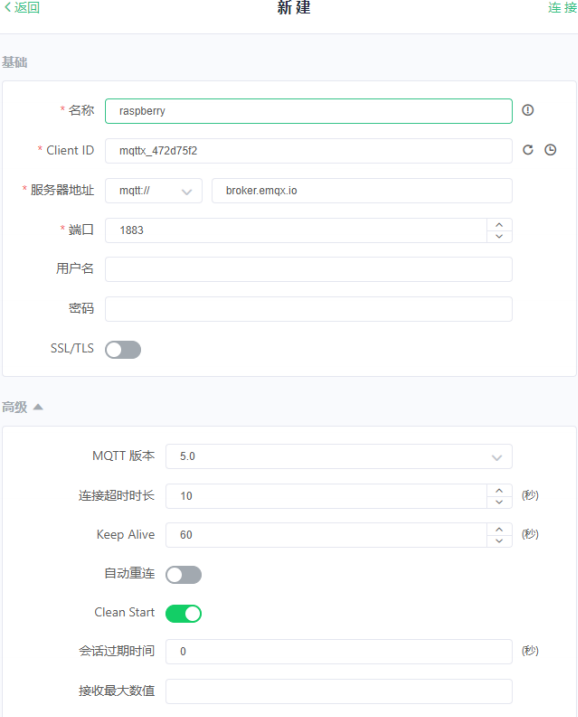 返回 新建 连接
基础
* 名称 raspberry
* Client ID mqttx_472d75f2
* 服务器地址 mqtt:// broker.emqx.io
* 端口 1883
用户名
密码
SSL/TLS
高级
MQTT 版本 5.0
连接超时时长 10 (秒)
Keep Alive 60 (秒)
自动重连
Clean Start
会话过期时间 0 (秒)
接收最大数值